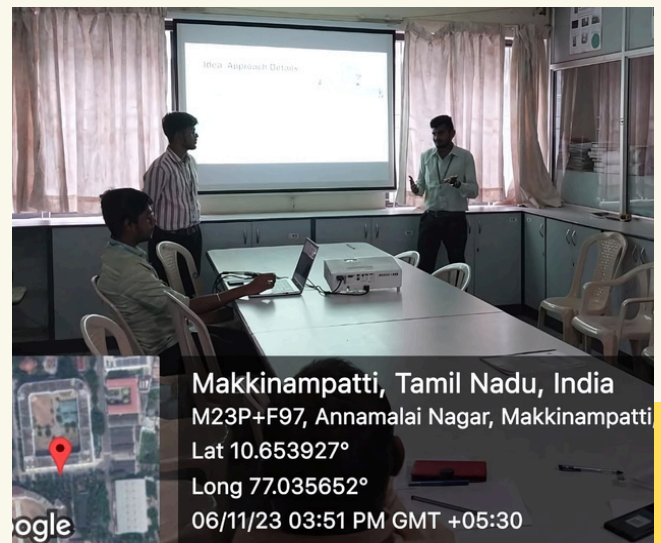 Idea Approach Details
Makkinampatti, Tamil Nadu, India
M23P+F97, Annamalai Nagar, Makkinampatti,
Lat 10.653927°
Long 77.035652°
06/11/23 03:51 PM GMT +05:30
ogle